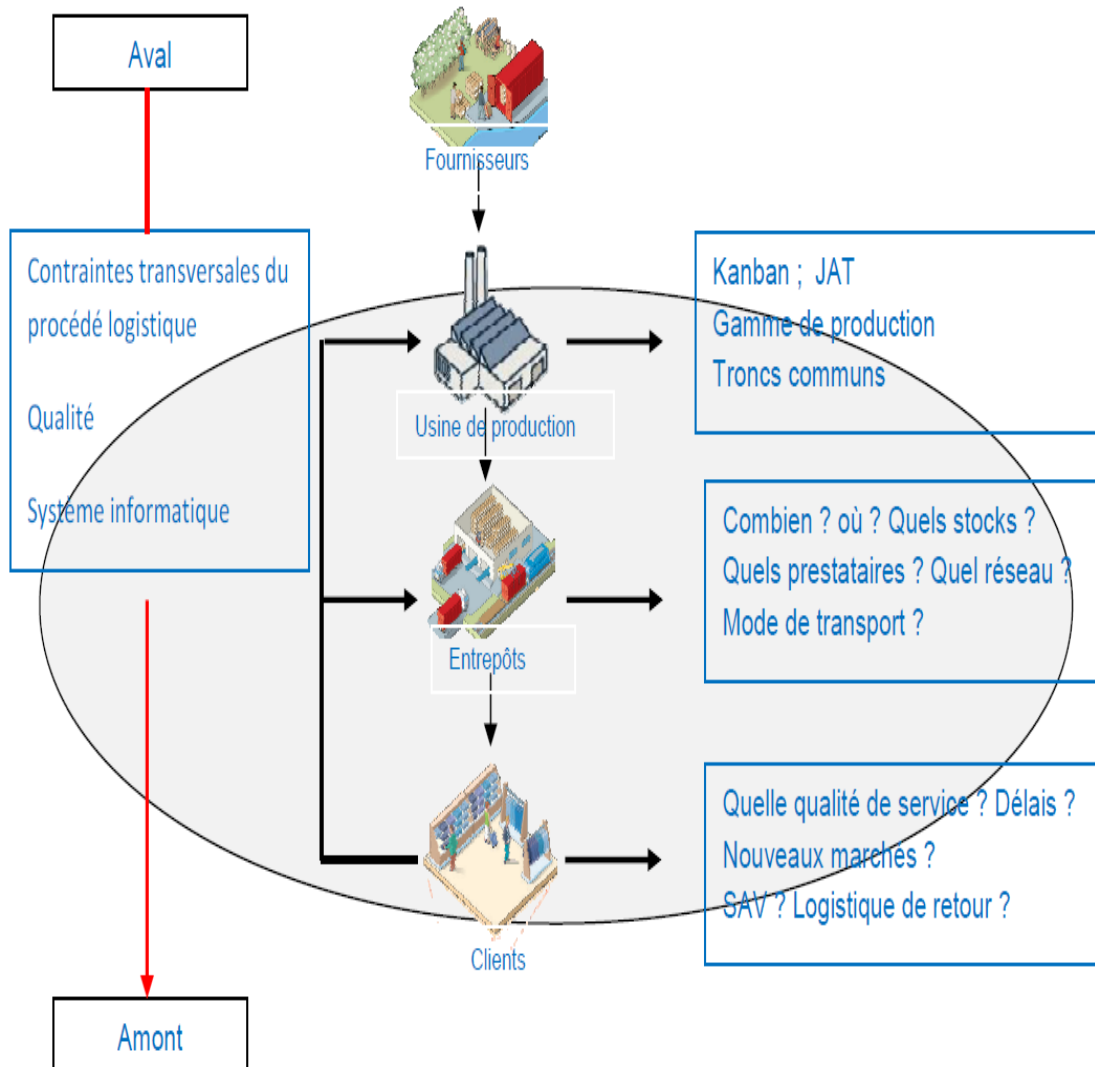 Aval
Fournisseurs
Contraintes transversales du
procédé logistique
Qualité
Système informatique
Kanban ; JAT
Gamme de production
Troncs communs
Usine de production
Combien ? où ? Quels stocks ?
Quels prestataires ? Quel réseau ?
Mode de transport ?
Entrepôts
Quelle qualité de service ? Délais ?
Nouveaux marchés ?
SAV ? Logistique de retour ?
Clients
Amont